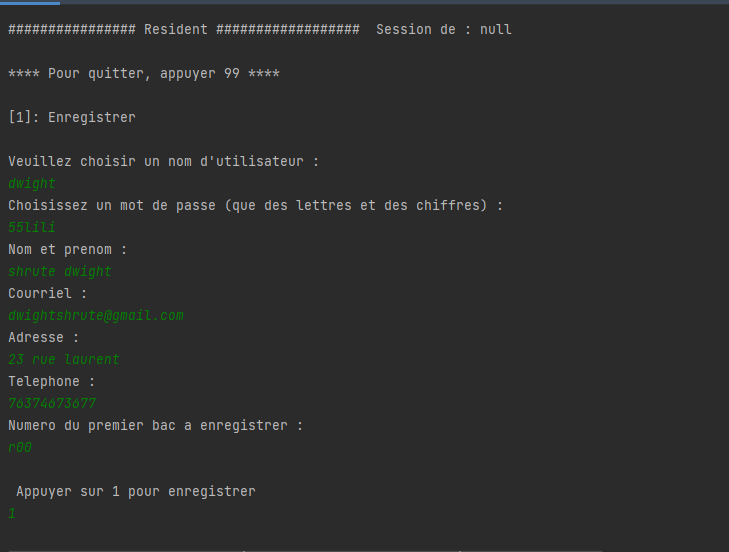 ################ Resident ################## Session de : null
**** Pour quitter, appuyer 99 ****
[1]: Enregistrer
Veuillez choisir un nom d'utilisateur :
dwight
Choisissez un mot de passe (que des lettres et des chiffres) :
55lili
Nom et prenom :
shrute dwight
Courriel :
dwightshrute@gmail.com
Adresse :
23 rue laurent
Telephone :
76374673677
Numero du premier bac a enregistrer :
r00
Appuyer sur 1 pour enregistrer
1